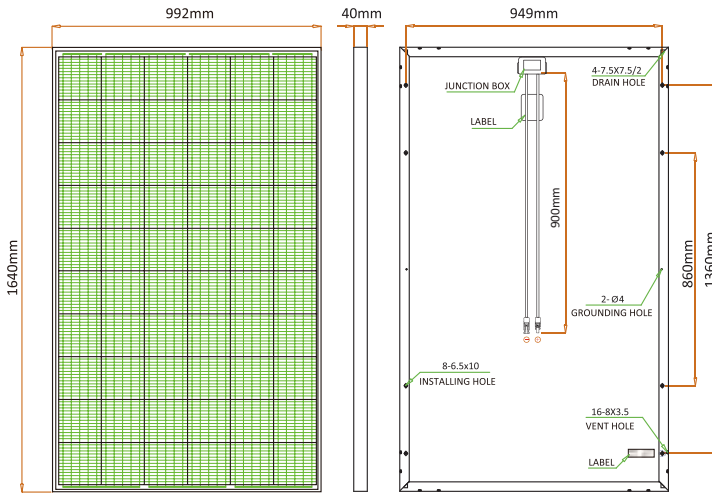 992mm
40mm
949mm
4-7.5X7.5/2
DRAIN HOLE
JUNCTION BOX
LABEL
900mm
1640mm
860mm
1360mm
2- Ø4
GROUNDING HOLE
8-6.5x10
INSTALLING HOLE
16-8X3.5
VENT HOLE
LABEL